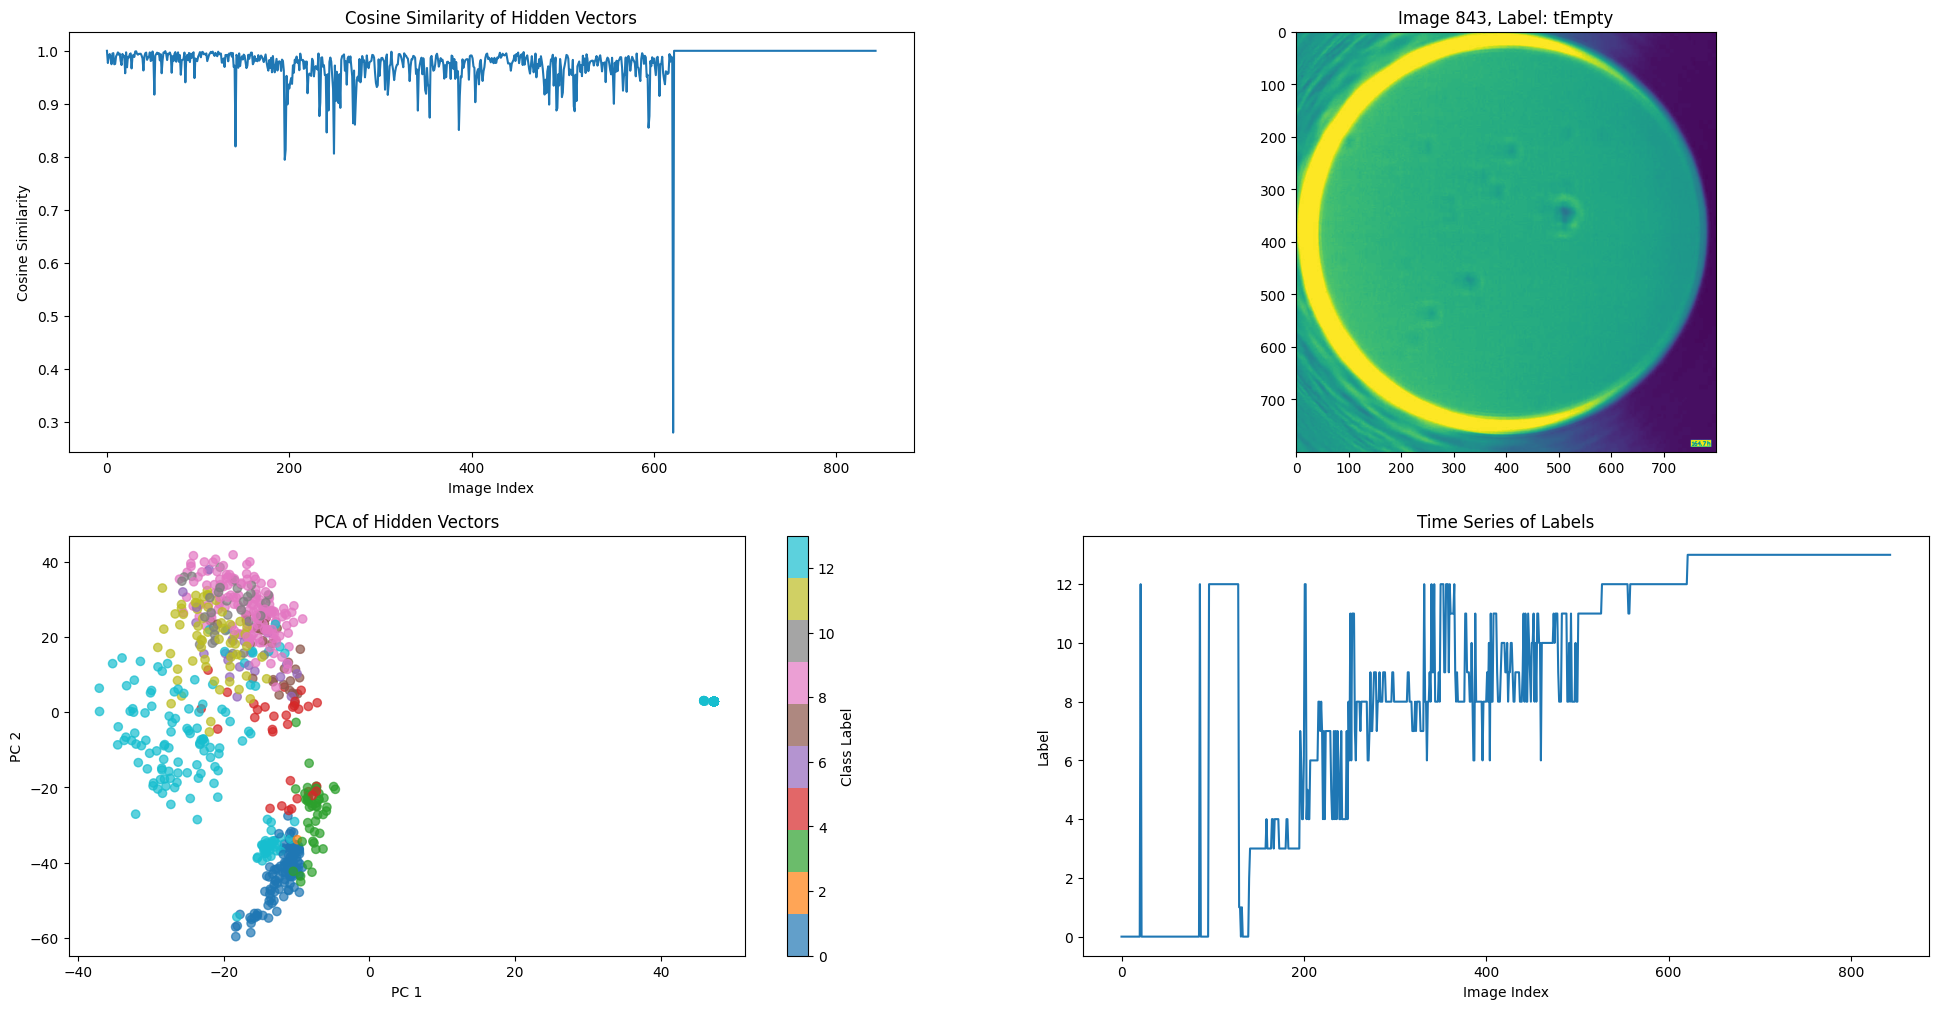 Cosine Similarity of Hidden Vectors
1.0
0.9
0.8
0.7
0.6
0.5
0.4
0.3
Cosine Similarity
0 200 400 600 800
Image Index
Image 843, Label: tEmpty
0
100
200
300
400
500
600
700
0 100 200 300 400 500 600 700
PCA of Hidden Vectors
40
20
0
−20
−40
−60
PC 2
−40 −20 0 20 40
PC 1
12
10
8
6
4
2
0
Class Label
Time Series of Labels
12
10
8
6
4
2
0
Label
0 200 400 600 800
Image Index